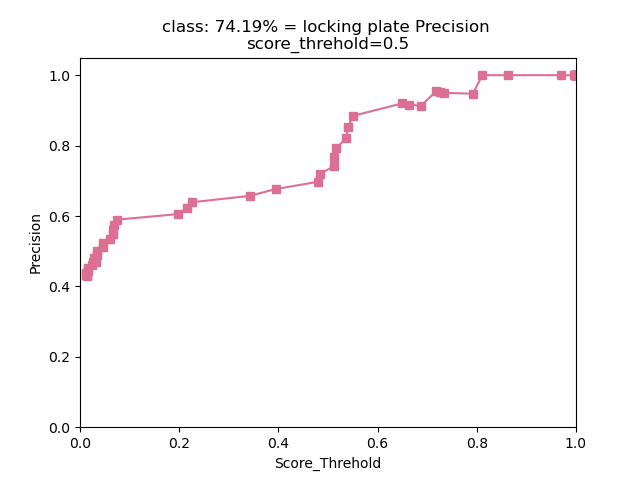 class: 74.19% = locking plate Precision
score_threhold=0.5
1.0
0.8
0.6
0.4
0.2
0.0
Precision
0.0 0.2 0.4 0.6 0.8 1.0
Score_Threhold